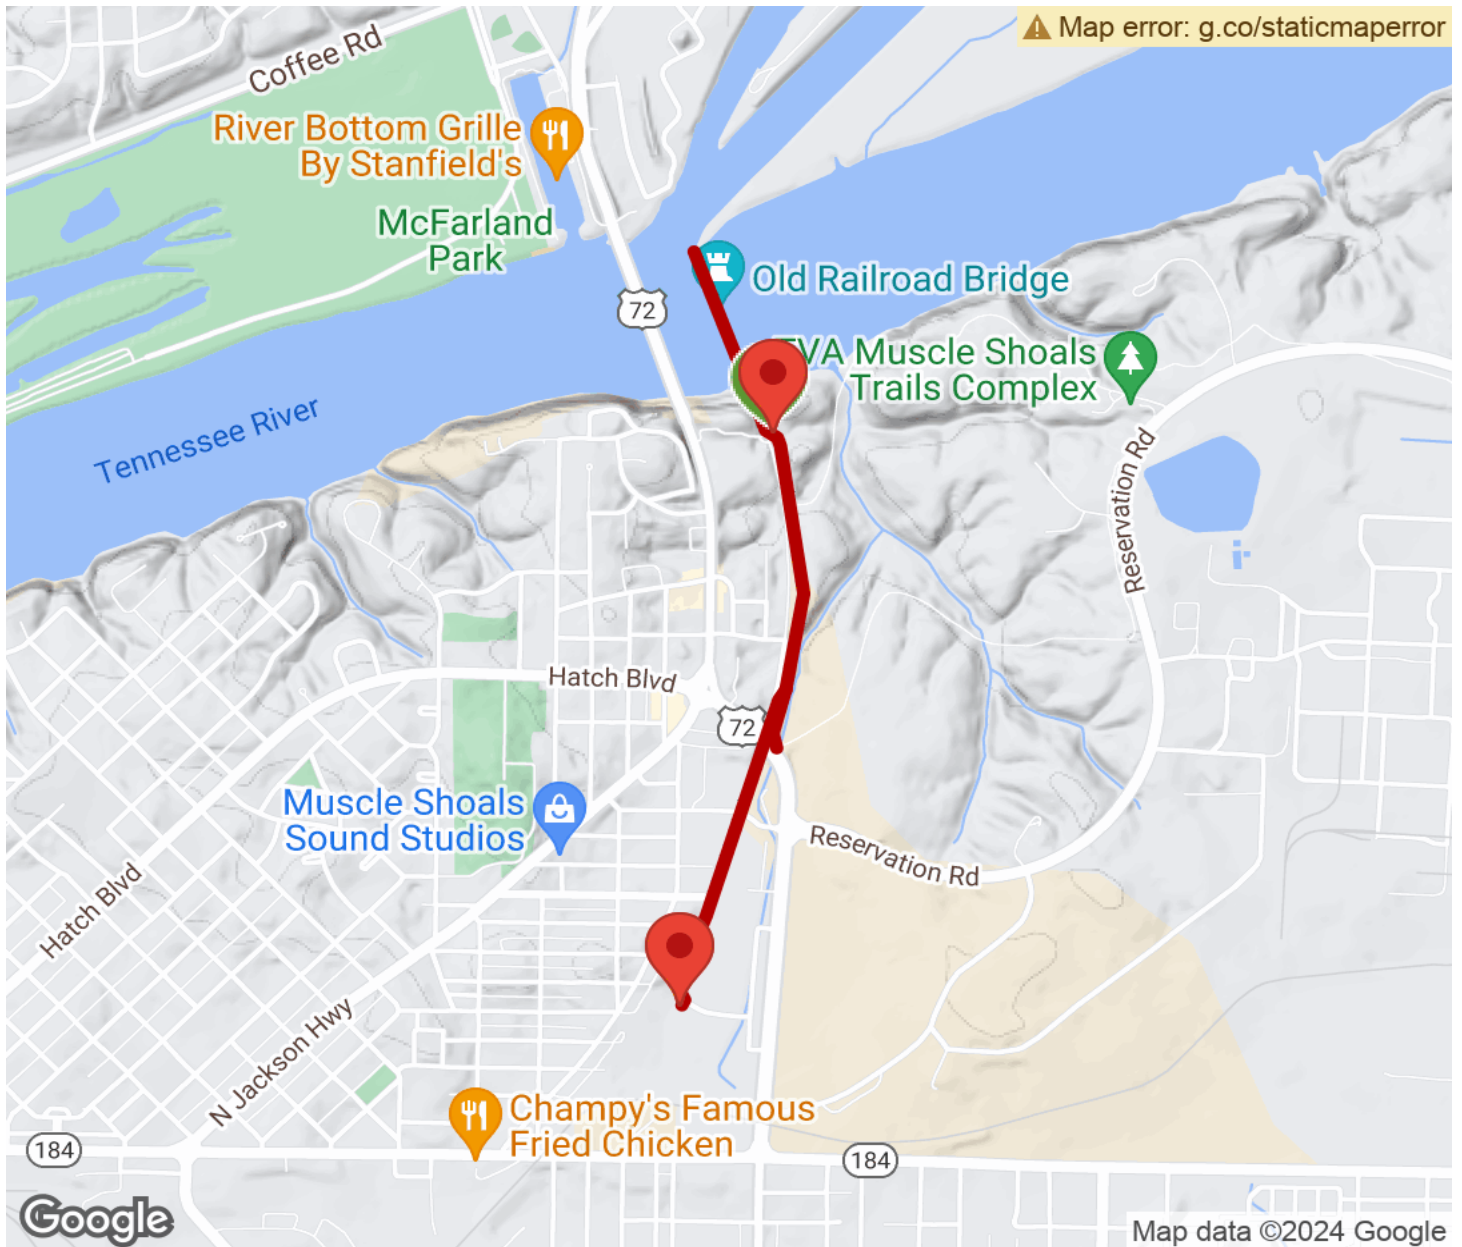 Map error: g.co/staticmaperror
Coffee Rd
River Bottom Grille
By Stanfield's
McFarland
Park
72
Old Railroad Bridge
TVA Muscle Shoals
Trails Complex
Tennessee River
Reservation Rd
Hatch Blvd
72
Muscle Shoals
Sound Studios
Reservation Rd
Hatch Blvd
N Jackson Hwy
Champy's Famous
Fried Chicken
184
184
Google
Map data ©2024 Google